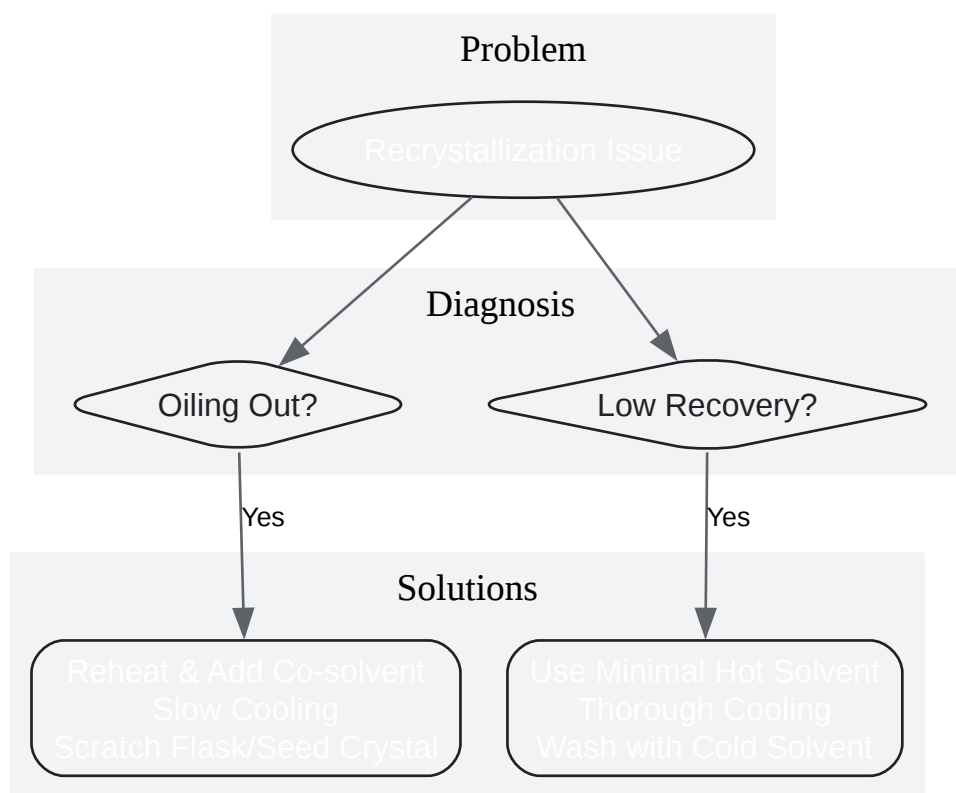 Problem
Recrystallization Issue
Diagnosis
Oiling Out?
Low Recovery?
Yes
Yes
Solutions
Reheat & Add Co-solvent
Slow Cooling
Scratch Flask/Seed Crystal
Use Minimal Hot Solvent
Thorough Cooling
Wash with Cold Solvent